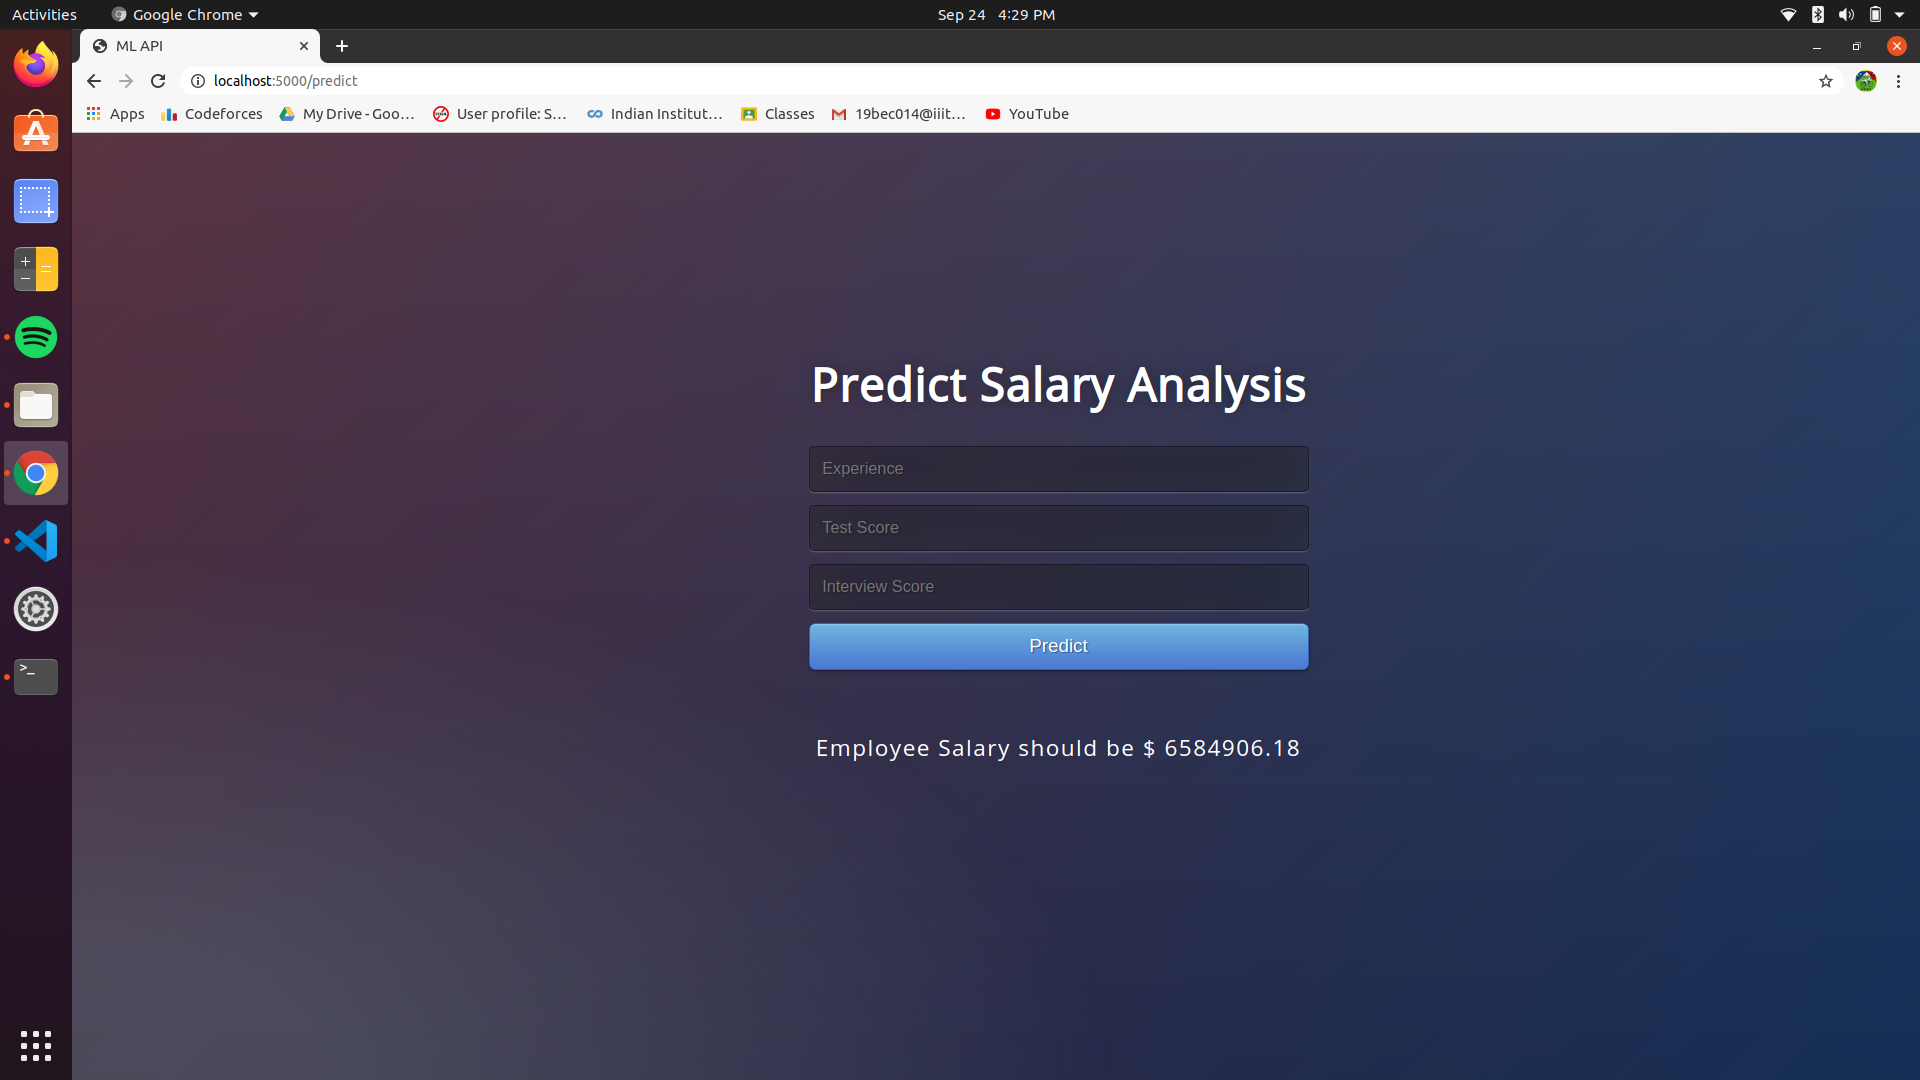 Activities
Google Chrome
Sep 24 4:29 PM
ML API
localhost:5000/predict
Apps
Codeforces
My Drive - Goo...
User profile: S...
Indian Institut...
Classes
19bec014@iiit...
YouTube
Predict Salary Analysis
Experience
Test Score
Interview Score
Predict
Employee Salary should be $ 6584906.18